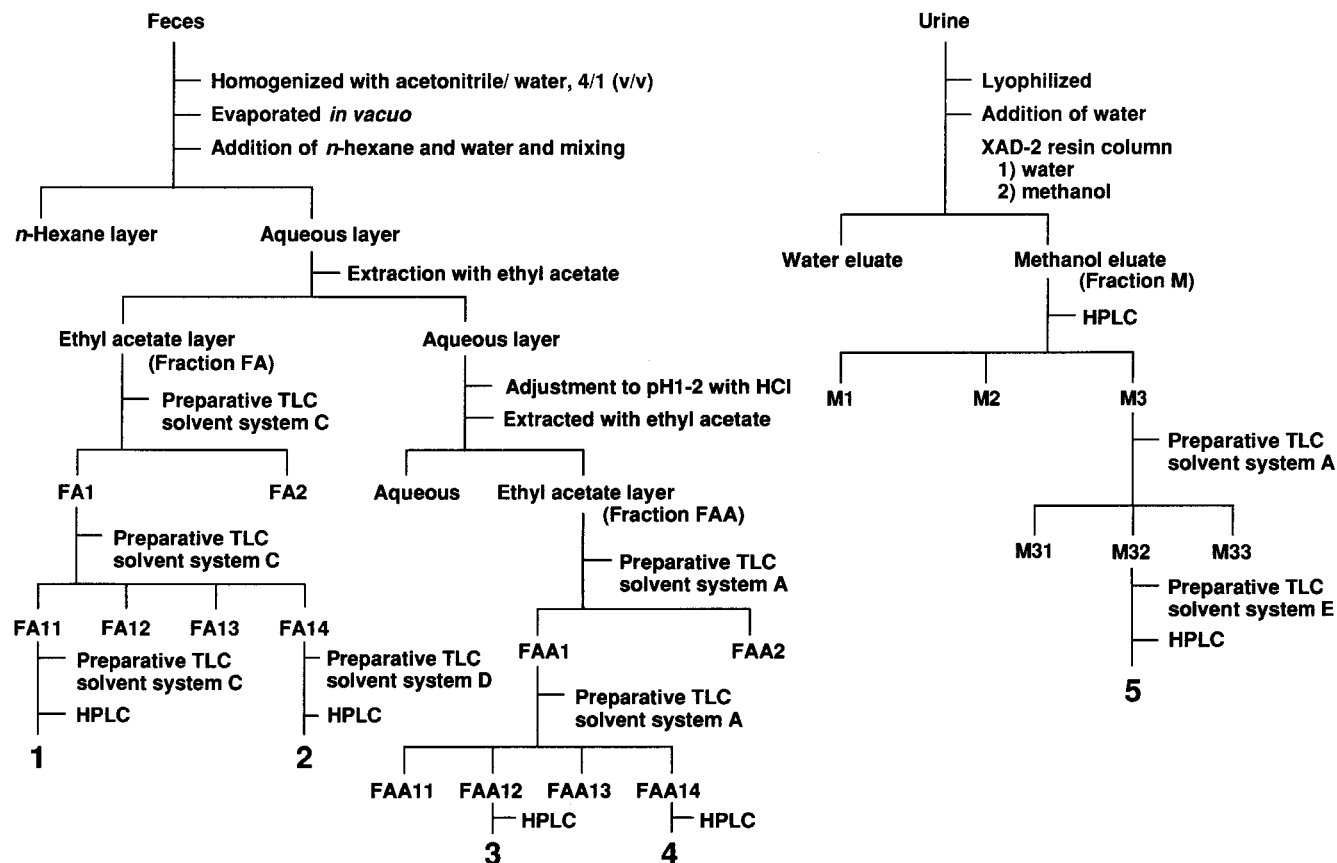 Feces
Homogenized with acetonitrile/ water, 4/1 (v/v)
Evaporated in vacuo
Addition of n-hexane and water and mixing
n-Hexane layer
Aqueous layer
Extraction with ethyl acetate
Ethyl acetate layer
(Fraction FA)
Aqueous layer
Preparative TLC
solvent system C
Adjustment to pH1-2 with HCl
Extracted with ethyl acetate
FA1
FA2
Aqueous
Ethyl acetate layer
(Fraction FAA)
Preparative TLC
solvent system C
Preparative TLC
solvent system A
FA11
FA12
FA13
FA14
Preparative TLC
solvent system C
HPLC
1
Preparative TLC
solvent system D
HPLC
2
FAA1
FAA2
Preparative TLC
solvent system A
FAA11
FAA12
FAA13
FAA14
HPLC
3
HPLC
4
Urine
Lyophilized
Addition of water
XAD-2 resin column
1) water
2) methanol
Water eluate
Methanol eluate
(Fraction M)
HPLC
M1
M2
M3
Preparative TLC
solvent system A
M31
M32
M33
Preparative TLC
solvent system E
HPLC
5